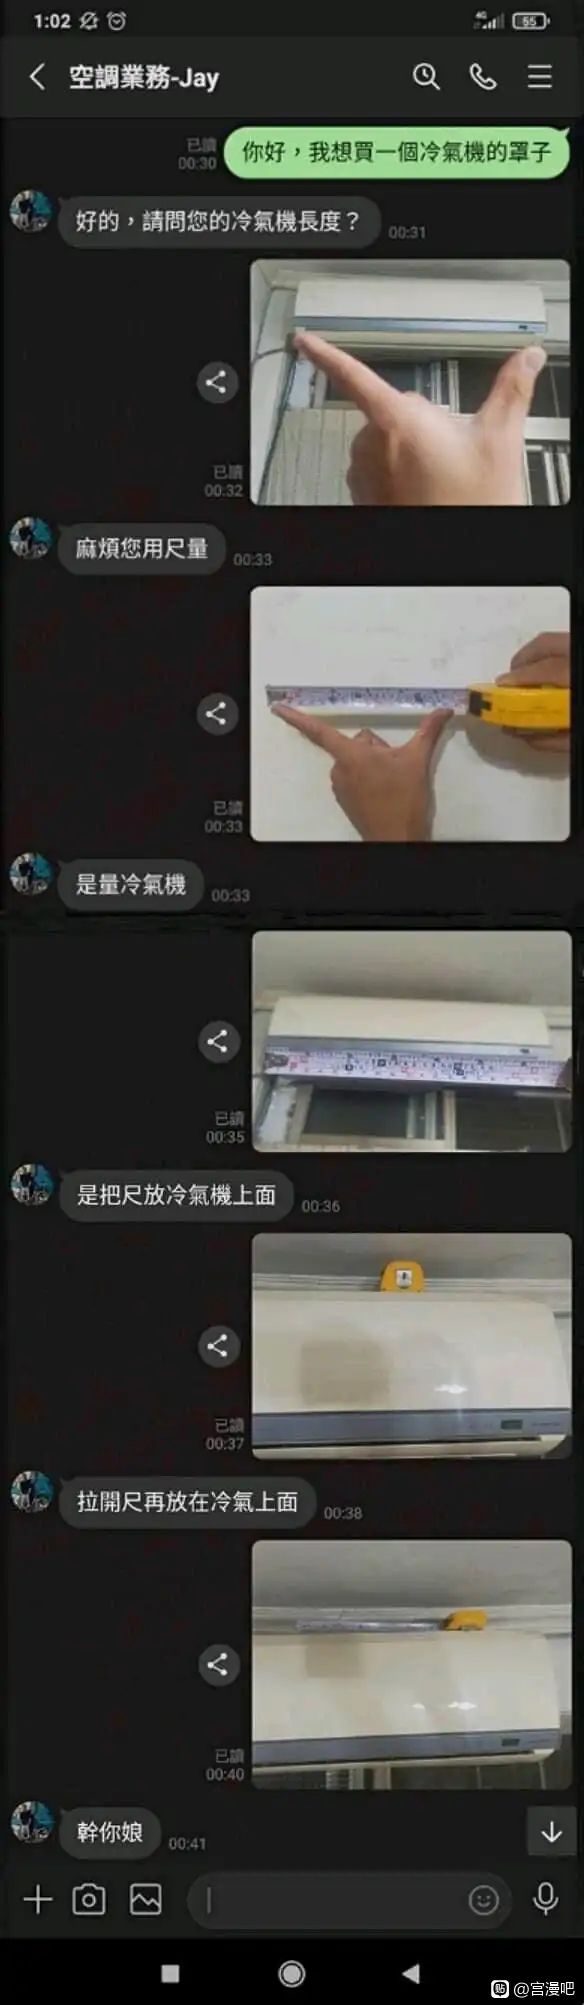 1:02
4G
55
空調業務-Jay
已讀
00:30
你好，我想買一個冷氣機的罩子
好的，請問您的冷氣機長度？
00:31
已讀
00:32
麻煩您用尺量
00:33
已讀
00:33
是量冷氣機
00:33
已讀
00:35
是把尺放冷氣機上面
00:36
已讀
00:37
拉開尺再放在冷氣上面
00:38
已讀
00:40
幹你娘
00:41
貼 @宫漫吧